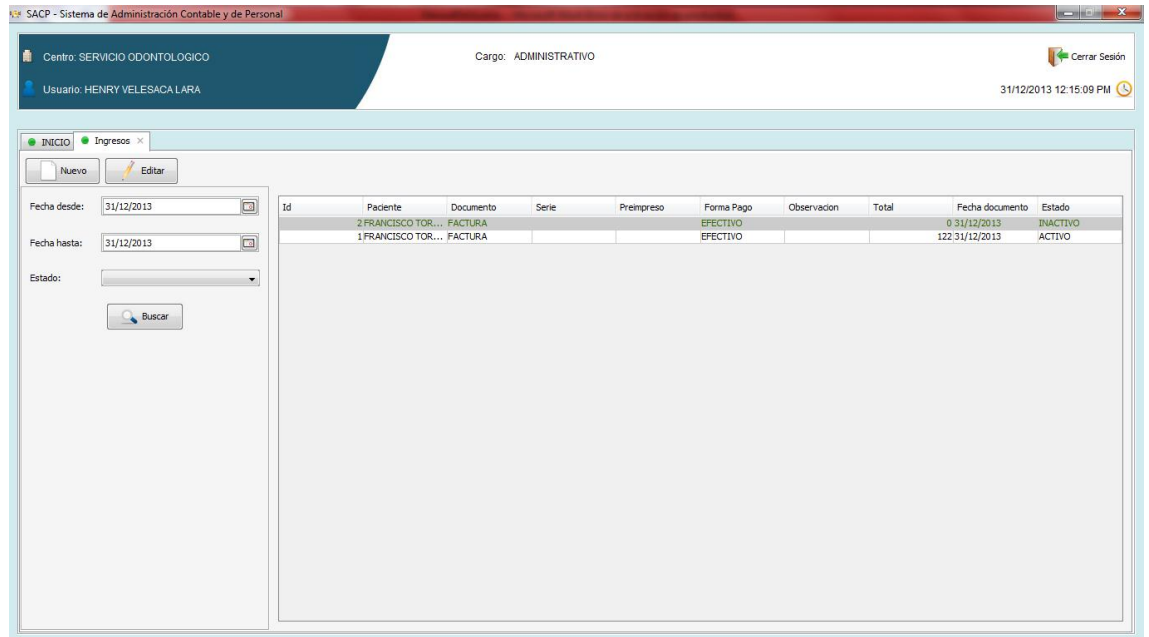 SACP - Sistema de Administración Contable y de Personal
Centro: SERVICIO ODONTOLOGICO
Cargo: ADMINISTRATIVO
Cerrar Sesión
Usuario: HENRY VELESACA LARA
31/12/2013 12:15:09 PM
INICIO Ingresos
Nuevo Editar
Fecha desde: 31/12/2013
Fecha hasta: 31/12/2013
Estado:
Buscar
Id Paciente Documento Serie Preimpreso Forma Pago Observacion Total Fecha documento Estado
2 FRANCISCO TOR... FACTURA EFECTIVO 0 31/12/2013 INACTIVO
1 FRANCISCO TOR... FACTURA EFECTIVO 122 31/12/2013 ACTIVO